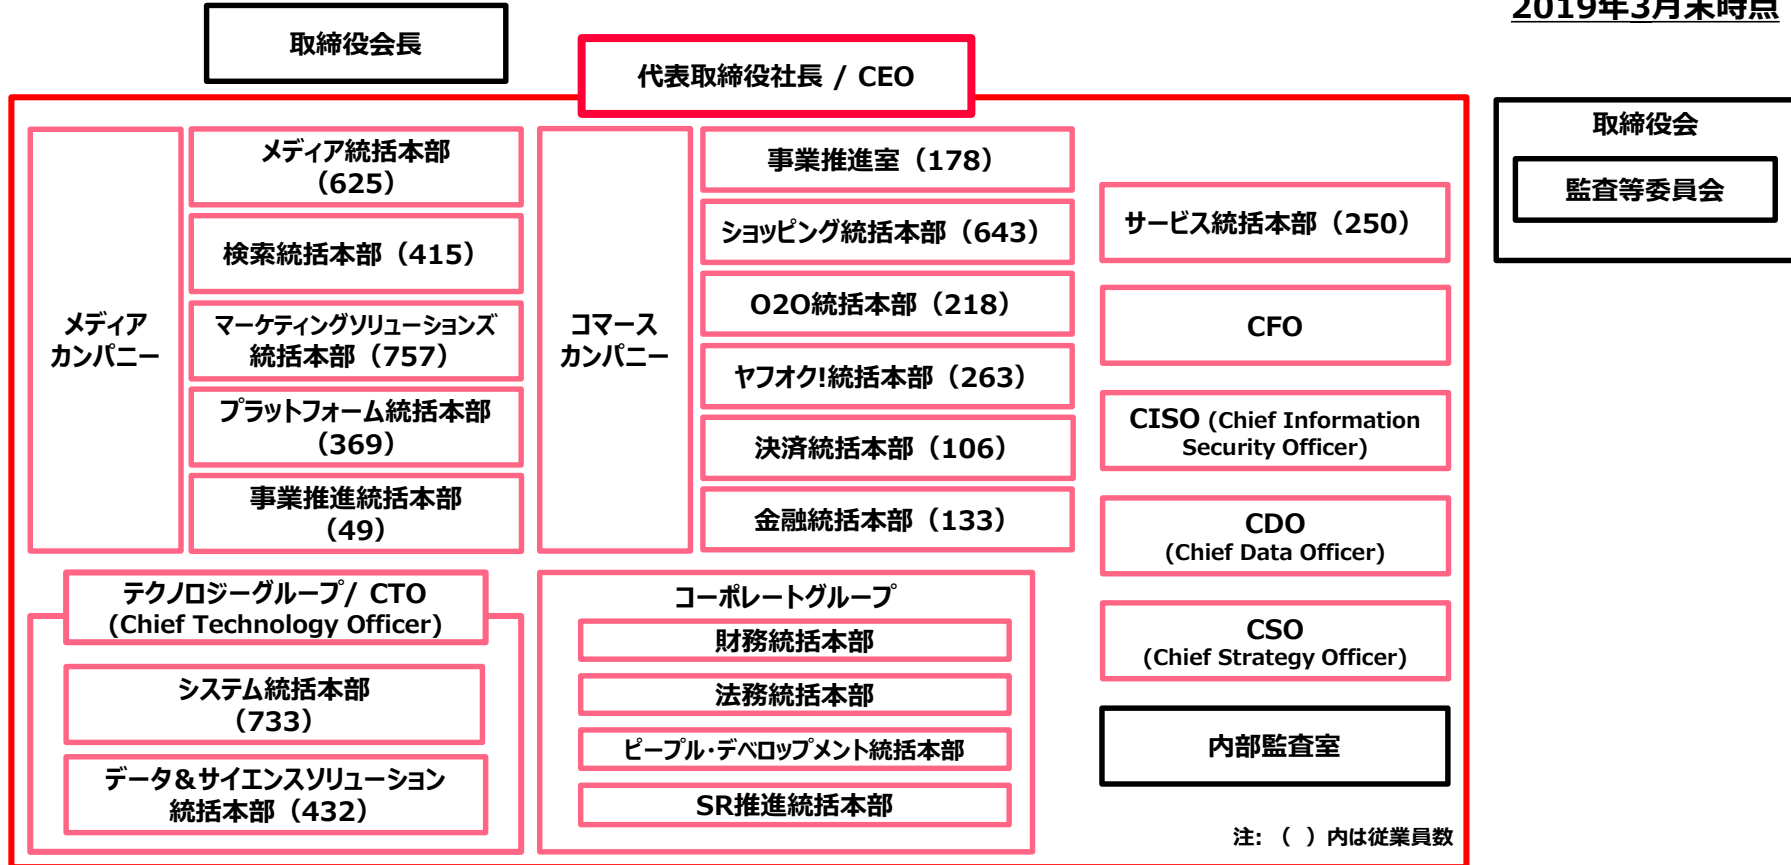 2019年3月末時点
取締役会長
代表取締役社長 / CEO
取締役会
監査等委員会
メディア
カンパニー
メディア統括本部
（625）
検索統括本部（415）
マーケティングソリューションズ
統括本部（757）
プラットフォーム統括本部
（369）
事業推進統括本部
（49）
コマース
カンパニー
事業推進室（178）
ショッピング統括本部（643）
O2O統括本部（218）
ヤフオク!統括本部（263）
決済統括本部（106）
金融統括本部（133）
サービス統括本部（250）
CFO
CISO (Chief Information
Security Officer)
CDO
(Chief Data Officer)
CSO
(Chief Strategy Officer)
内部監査室
テクノロジーグループ/ CTO
(Chief Technology Officer)
システム統括本部
（733）
データ&サイエンスソリューション
統括本部（432）
コーポレートグループ
財務統括本部
法務統括本部
ピープル・デベロップメント統括本部
SR推進統括本部
注: （ ）内は従業員数